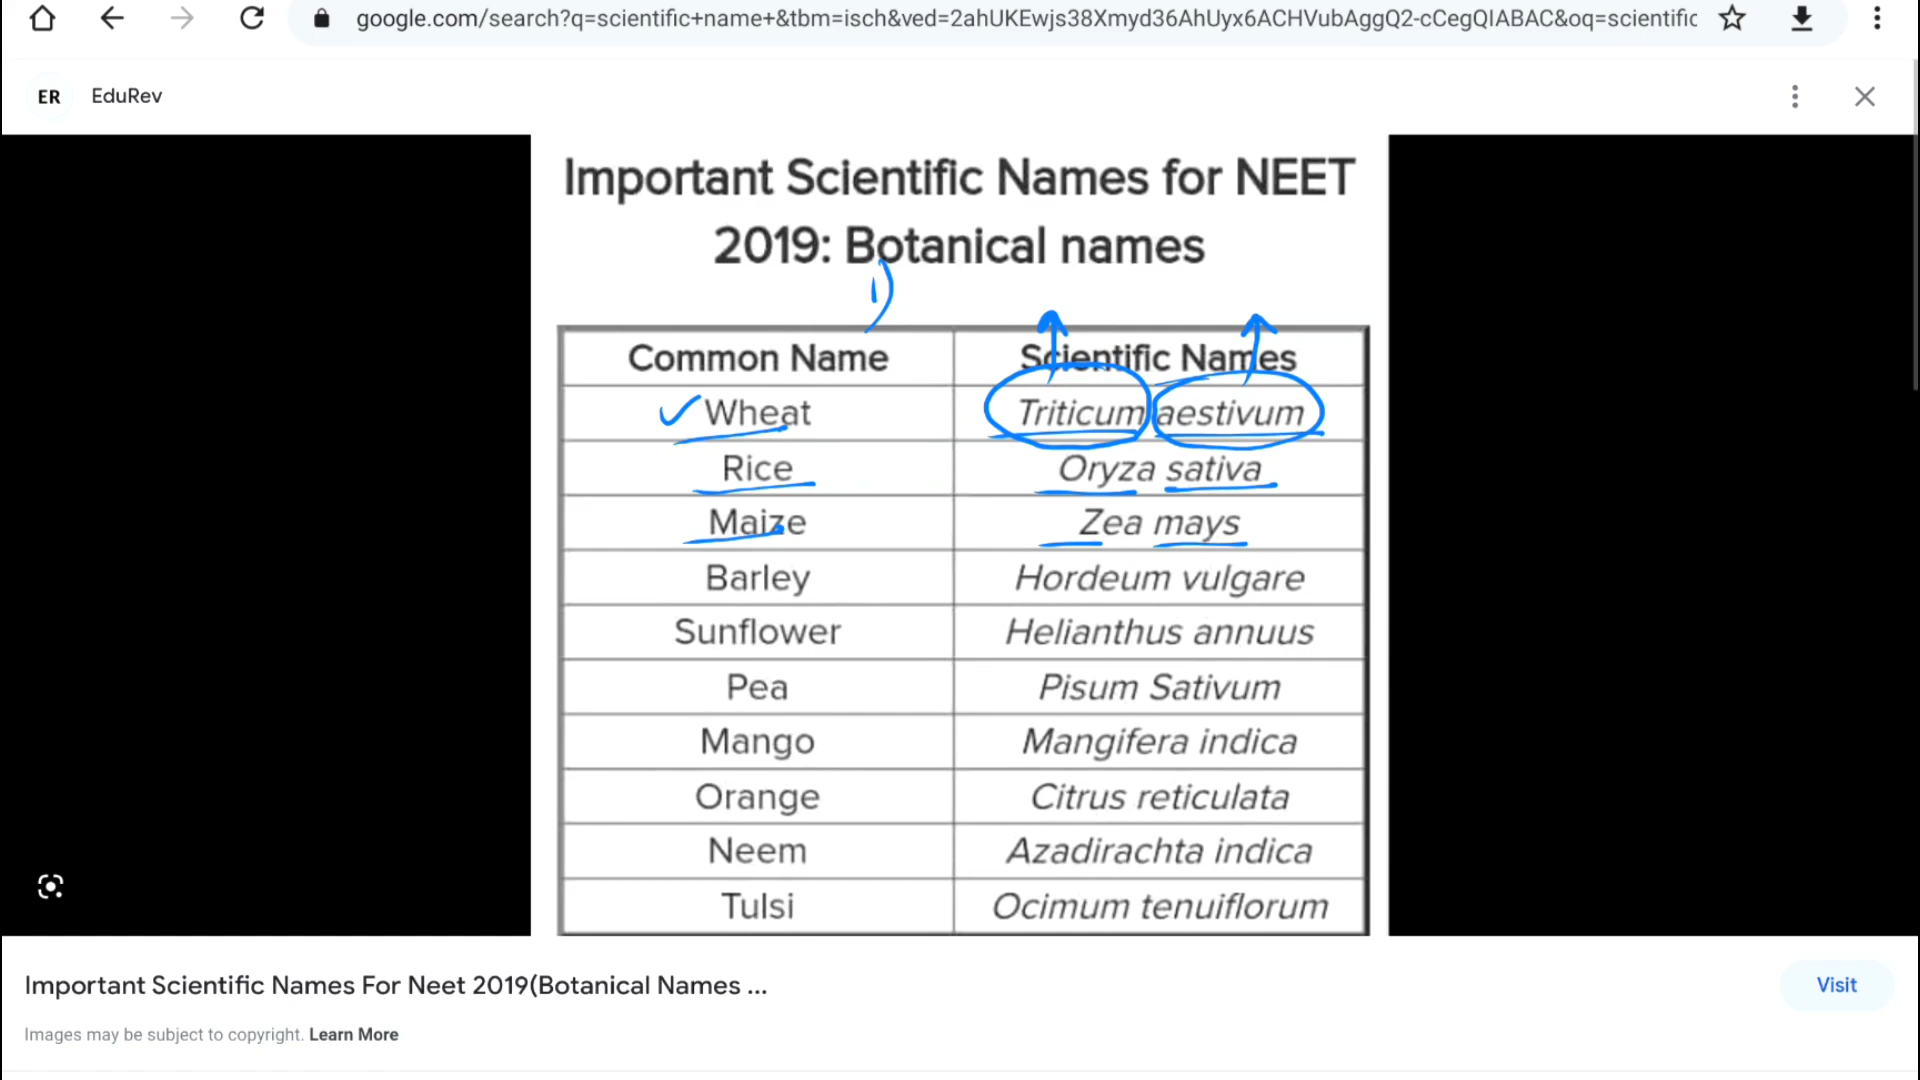 google.com/search?q=scientific+name+&tbm=isch&ved=2ahUKEwjs38Xmyd36AhUyx6ACHVubAggQ2-cCegQIABAC&oq=scientific
ER EduRev
Important Scientific Names for NEET
2019: Botanical names
1)
Common Name Scientific Names
Wheat Triticum aestivum
Rice Oryza sativa
Maize Zea mays
Barley Hordeum vulgare
Sunflower Helianthus annuus
Pea Pisum Sativum
Mango Mangifera indica
Orange Citrus reticulata
Neem Azadirachta indica
Tulsi Ocimum tenuiflorum
Important Scientific Names For Neet 2019(Botanical Names ...
Visit
Images may be subject to copyright. Learn More